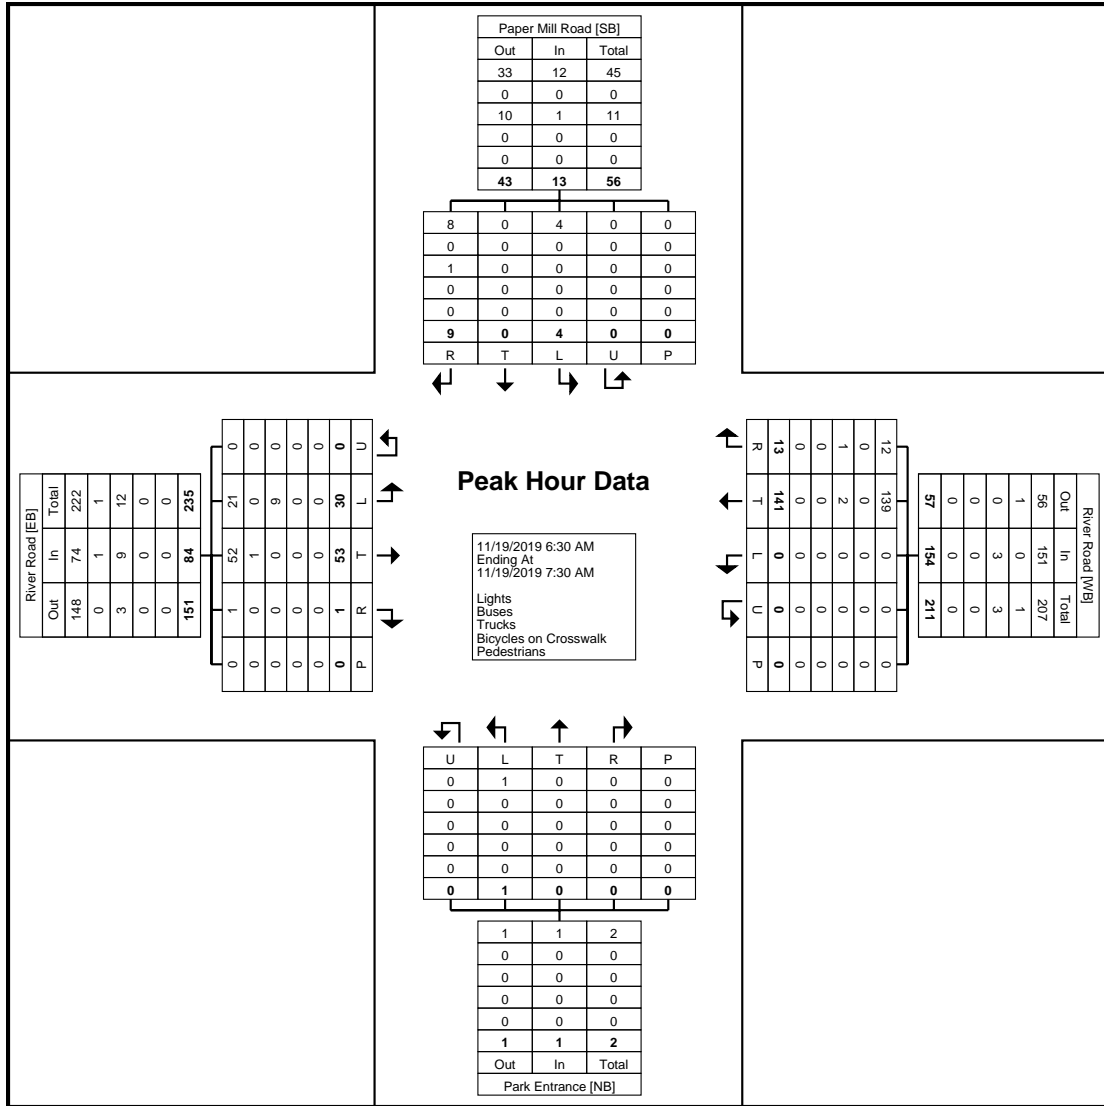 Paper Mill Road [SB]
Out In Total
33 12 45
0 0 0
10 1 11
0 0 0
0 0 0
43 13 56
8 0 4 0 0
0 0 0 0 0
1 0 0 0 0
0 0 0 0 0
0 0 0 0 0
9 0 4 0 0
R T L U P
River Road [EB]
Total 222 1 12 0 0 235
In 74 1 9 0 0 84
Out 148 0 3 0 0 151
0 0 0 0 0 0 U
21 0 9 0 0 30 L
52 1 0 0 0 53 T
1 0 0 0 0 1 R
0 0 0 0 0 0 P
Peak Hour Data
11/19/2019 6:30 AM
Ending At
11/19/2019 7:30 AM
Lights
Buses
Trucks
Bicycles on Crosswalk
Pedestrians
R 13 0 0 1 0 12
T 141 0 0 2 0 139
L 0 0 0 0 0 0
U 0 0 0 0 0 0
P 0 0 0 0 0 0
57 0 0 0 1 56 Out
154 0 0 3 0 151 In
211 0 0 3 1 207 Total
River Road [WB]
U L T R P
0 1 0 0 0
0 0 0 0 0
0 0 0 0 0
0 0 0 0 0
0 0 0 0 0
0 1 0 0 0
1 1 2
0 0 0
0 0 0
0 0 0
0 0 0
1 1 2
Out In Total
Park Entrance [NB]